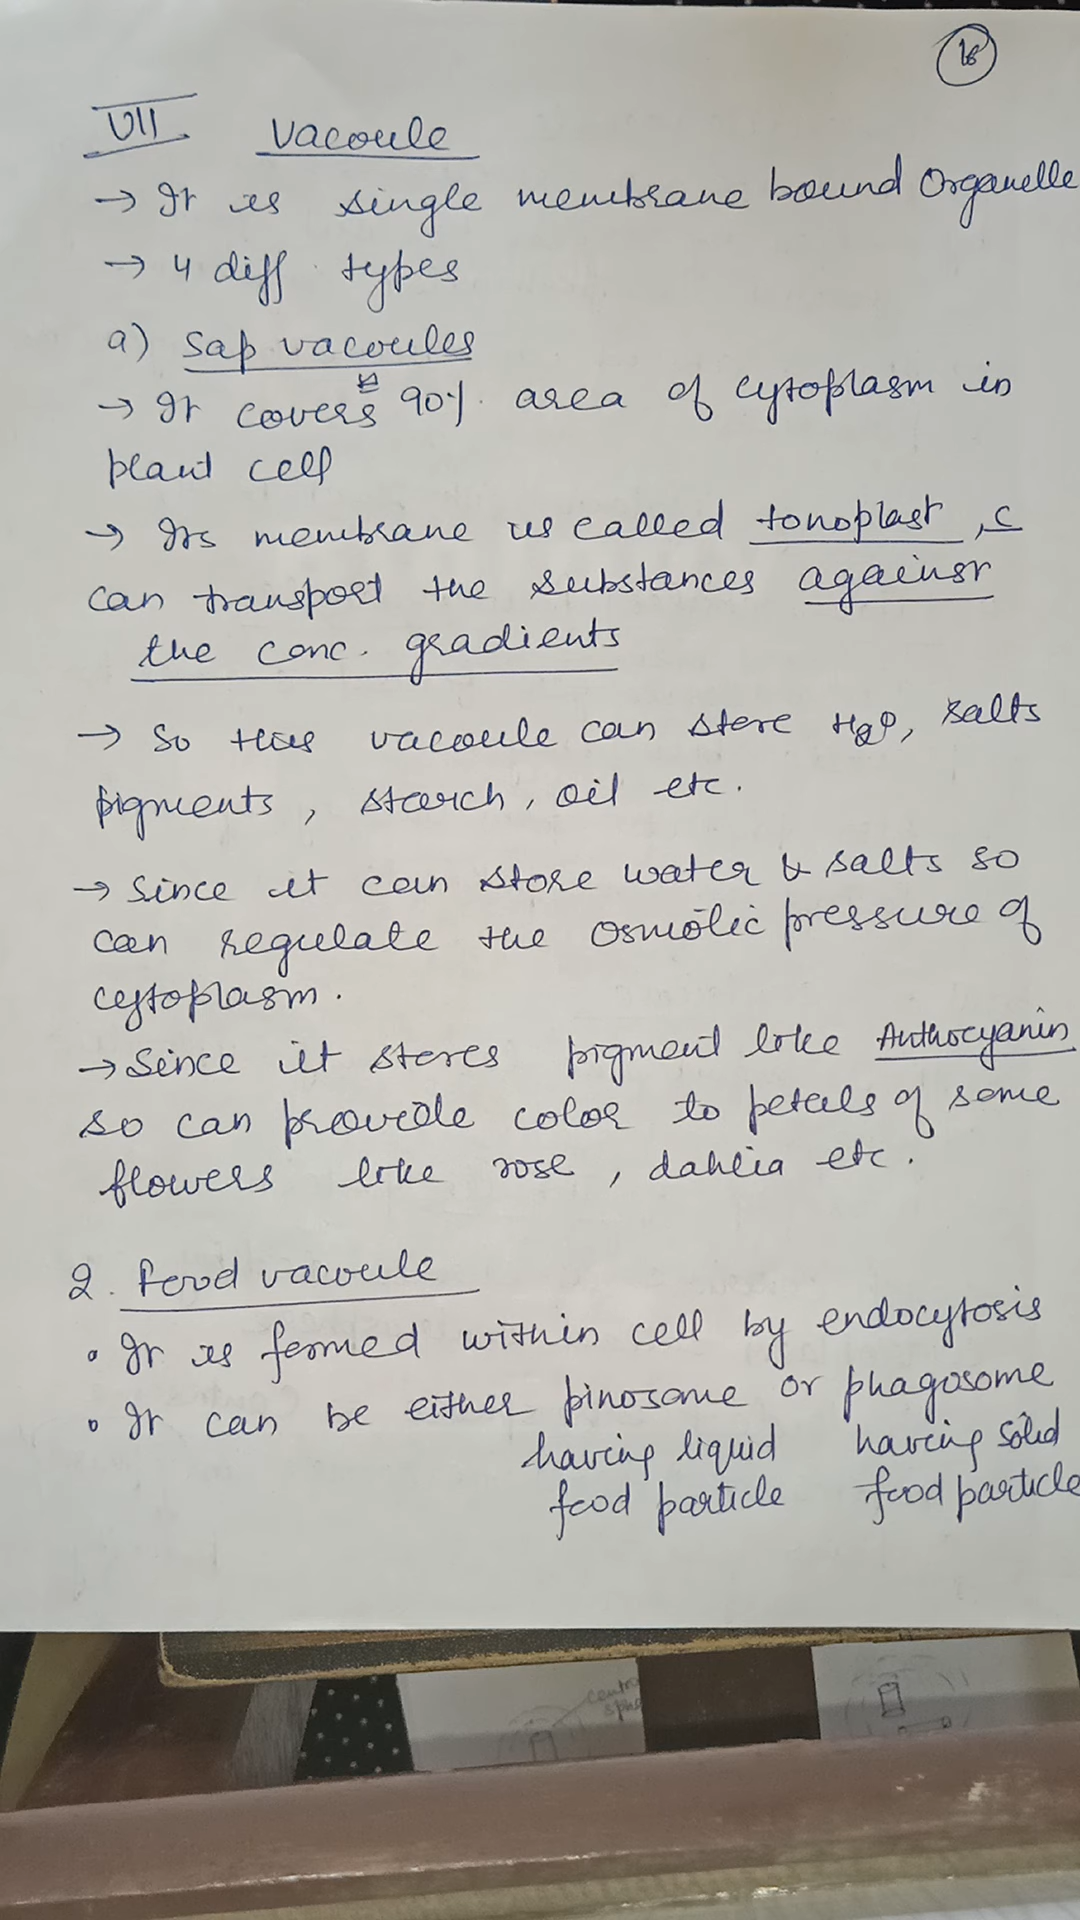 16
VII Vacoule
→ It is single membrane bound Organelle
→ 4 diff. types
a) Sap vacoules
→ It covers 90% area of cytoplasm in
plant cell
→ Its membrane is called tonoplast, c
can transport the substances against
the conc. gradients
→ So this vacoule can store H2O, salts
pigments, starch, oil etc.
→ Since it can store water & salts so
can regulate the osmotic pressure of
cytoplasm.
→ Since it stores pigment like Anthocyanin
so can provide color to petals of some
flowers like rose, dahlia etc.
2. Food vacoule
• It is formed within cell by endocytosis
• It can be either pinosome or phagosome
having liquid having solid
food particle food particle